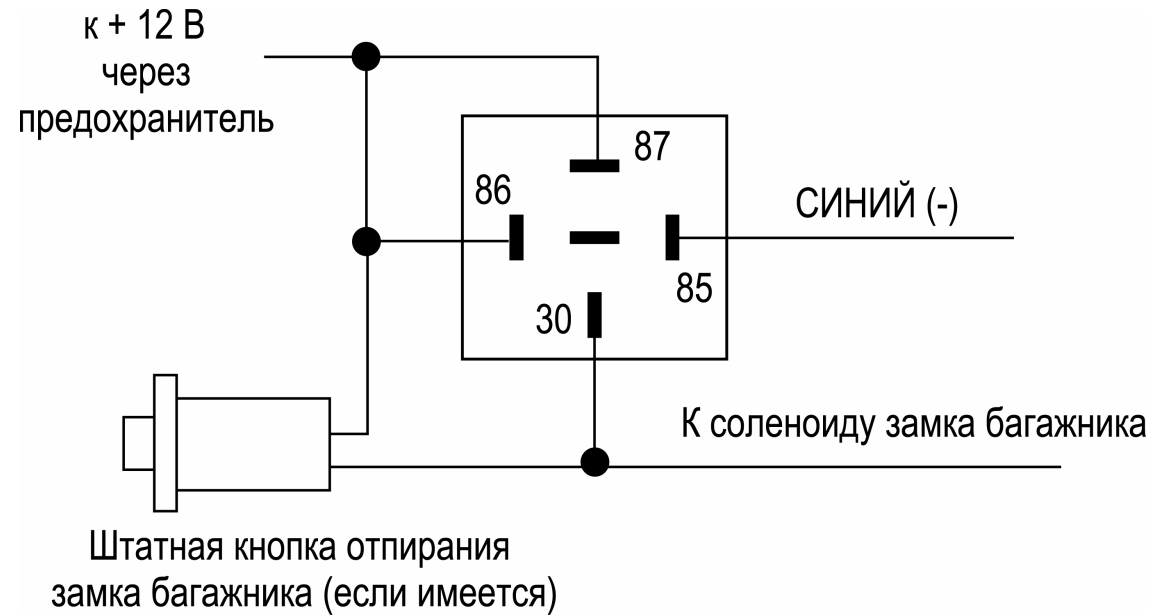 к + 12 В
через
предохранитель
87
86
СИНИЙ (-)
85
30
К соленоиду замка багажника
Штатная кнопка отпирания
замка багажника (если имеется)